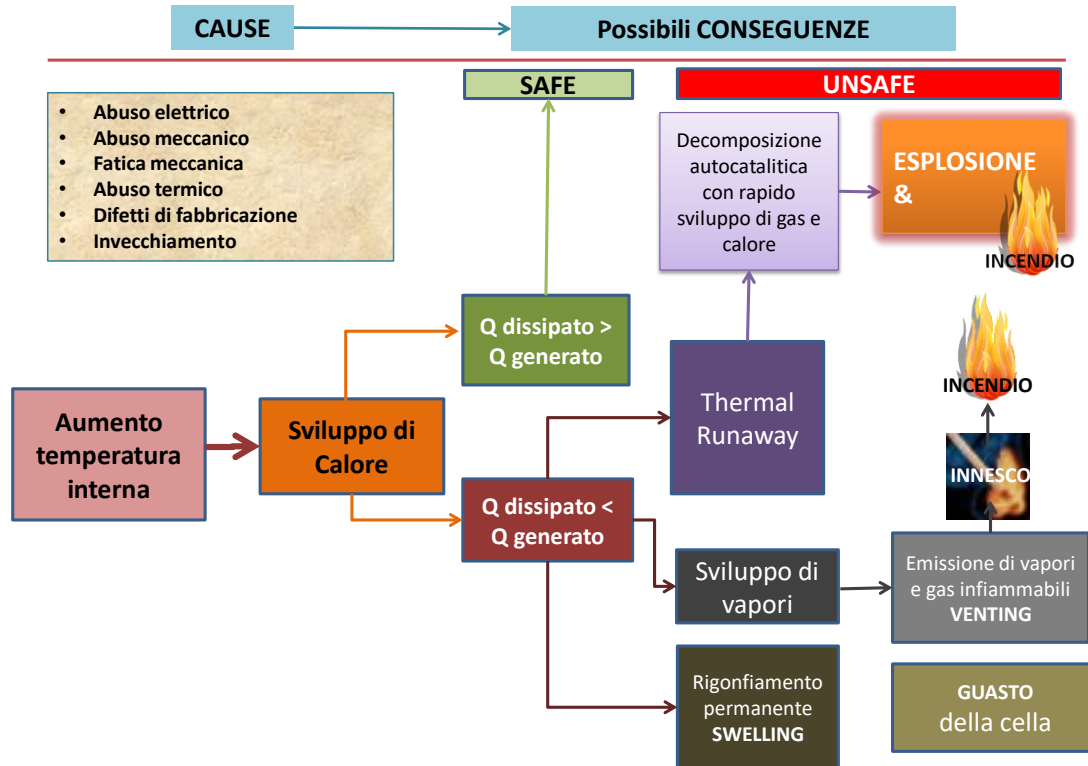 CAUSE
Possibili CONSEGUENZE
SAFE
UNSAFE
• Abuso elettrico
• Abuso meccanico
• Fatica meccanica
• Abuso termico
• Difetti di fabbricazione
• Invecchiamento
Decomposizione
autocatalitica
con rapido
sviluppo di gas e
calore
ESPLOSIONE
&
INCENDIO
Q dissipato >
Q generato
Thermal
Runaway
INCENDIO
Aumento
temperatura
interna
Sviluppo di
Calore
INNESCO
Q dissipato <
Q generato
Sviluppo di
vapori
Emissione di vapori
e gas infiammabili
VENTING
Rigonfiamento
permanente
SWELLING
GUASTO
della cella